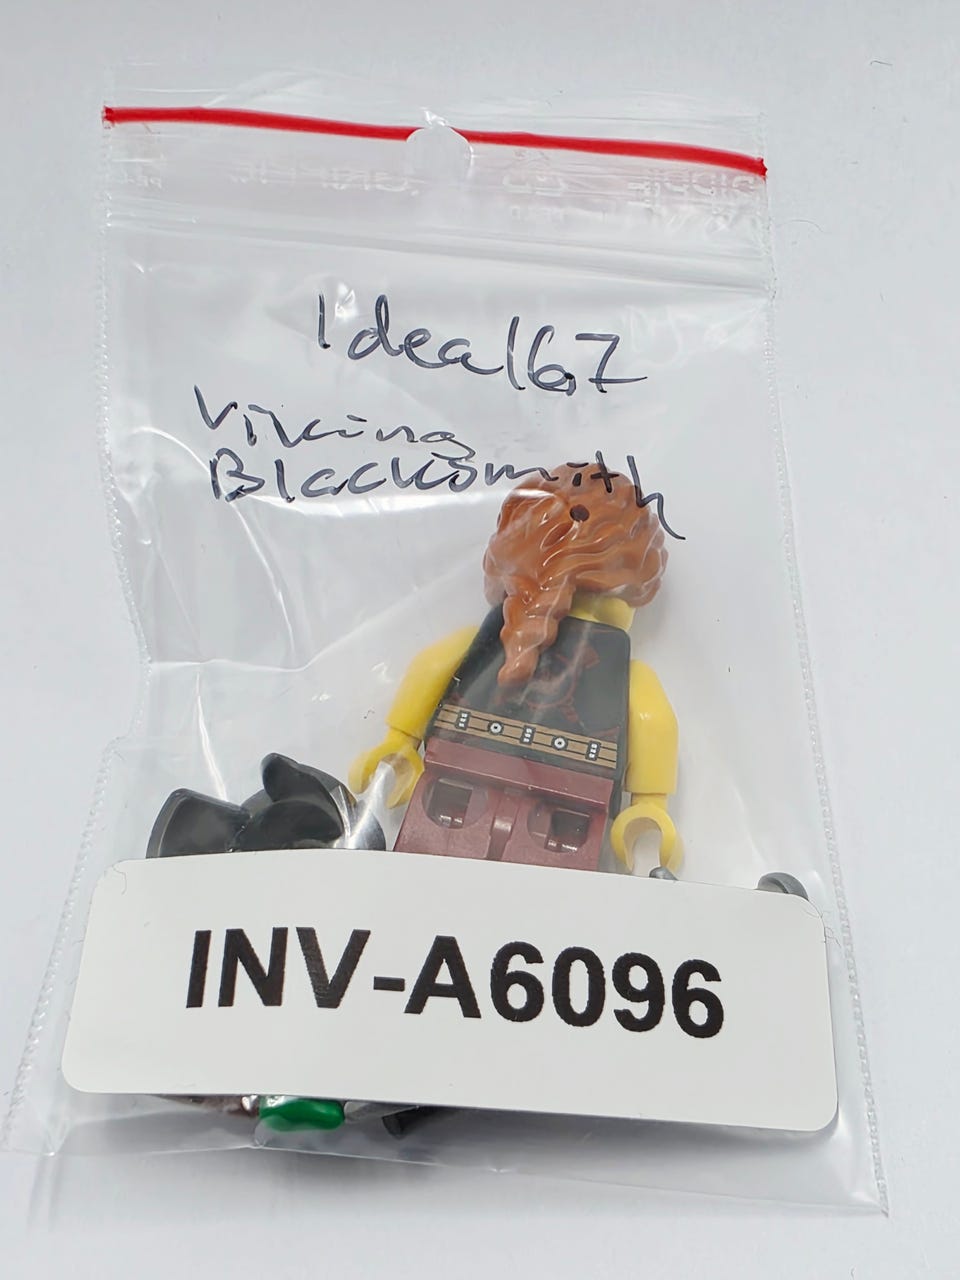 Idea167
Viking
Blacksmith
INV-A6096